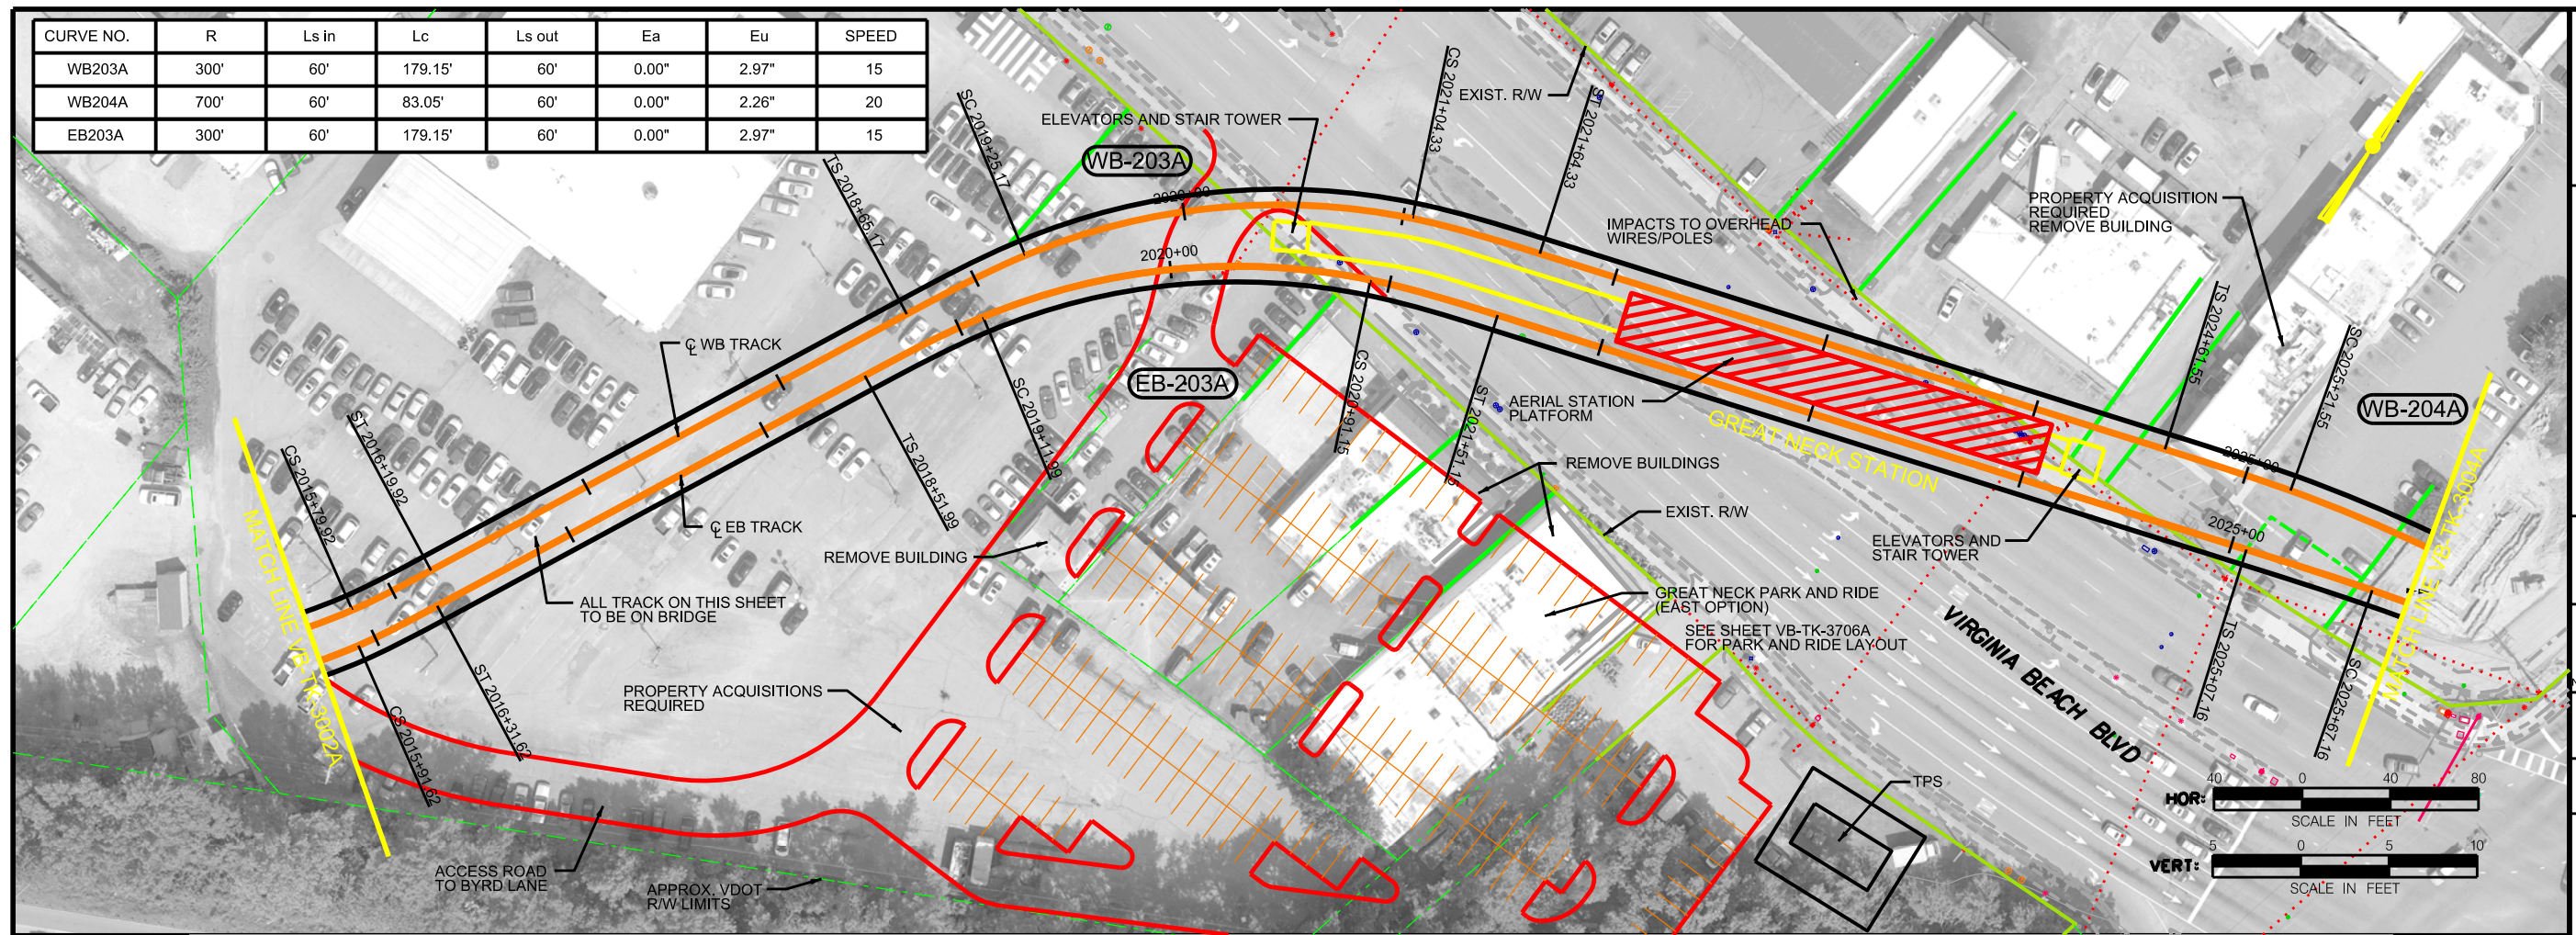 CURVE NO. R Ls in Lc Ls out Ea Eu SPEED
WB203A 300' 60' 179.15' 60' 0.00" 2.97" 15
WB204A 700' 60' 83.05' 60' 0.00" 2.26" 20
EB203A 300' 60' 179.15' 60' 0.00" 2.97" 15
TS 2018+65.17
SC 2019+25.17
WB-203A
2020+00
2020+00
ELEVATORS AND STAIR TOWER
CS 2021+04.33
EXIST. R/W
ST 2021+64.33
IMPACTS TO OVERHEAD
WIRES/POLES
PROPERTY ACQUISITION
REQUIRED
REMOVE BUILDING
TS 2024+61.55
SC 2025+21.55
WB-204A
℄ WB TRACK
EB-203A
CS 2020+91.15
ST 2021+51.15
AERIAL STATION
PLATFORM
GREAT NECK STATION
2025+00
2025+00
CS 2015+79.92
ST 2016+19.92
TS 2018+51.99
SC 2019+11.99
℄ EB TRACK
REMOVE BUILDING
REMOVE BUILDINGS
EXIST. R/W
ELEVATORS AND
STAIR TOWER
MATCH LINE VB-TK-3002A
MATCH LINE VB-TK-3004A
ALL TRACK ON THIS SHEET
TO BE ON BRIDGE
GREAT NECK PARK AND RIDE
(EAST OPTION)
SEE SHEET VB-TK-3706A
FOR PARK AND RIDE LAYOUT
VIRGINIA BEACH BLVD
TS 2025+07.16
SC 2025+67.16
CS 2015+91.62
ST 2016+31.62
PROPERTY ACQUISITIONS
REQUIRED
TPS
ACCESS ROAD
TO BYRD LANE
APPROX. VDOT
R/W LIMITS
40 0 40 80
HOR:
SCALE IN FEET
5 0 5 10
VERT:
SCALE IN FEET